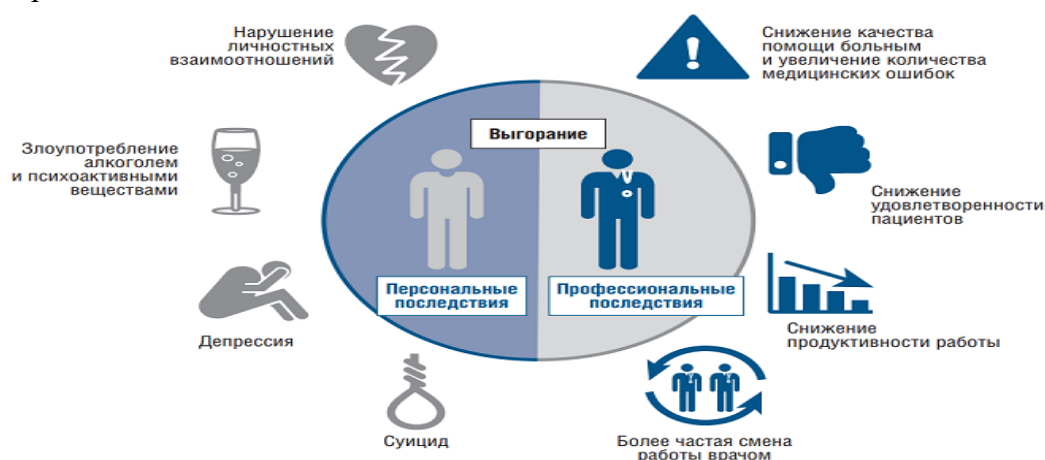 Нарушение
личностных
взаимоотношений
Снижение качества
помощи больным
и увеличение количества
медицинских ошибок
Выгорание
Злоупотребление
алкоголем
и психоактивными
веществами
Снижение
удовлетворенности
пациентов
Персональные
последствия
Профессиональные
последствия
Депрессия
Снижение
продуктивности работы
Суицид
Более частая смена
работы врачом